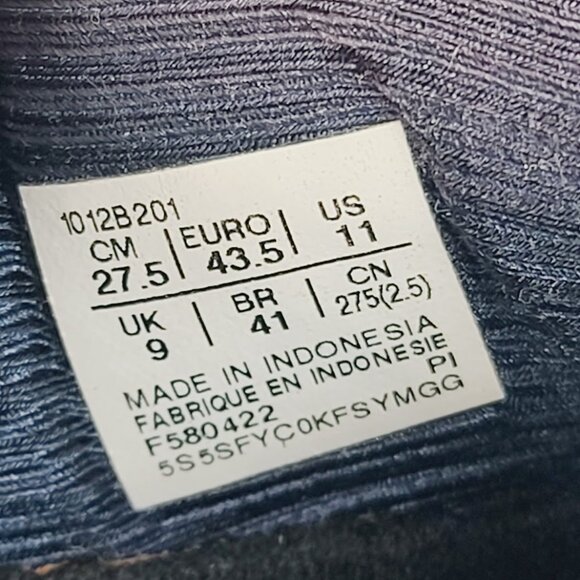 1012B201
CM | EURO | US
27.5 | 43.5 | 11
UK | BR | CN
9 | 41 | 275(2.5)
MADE IN INDONESIA
FABRIQUE EN INDONESIE
F580422 PI
5S5SFYC0KFSYMGG